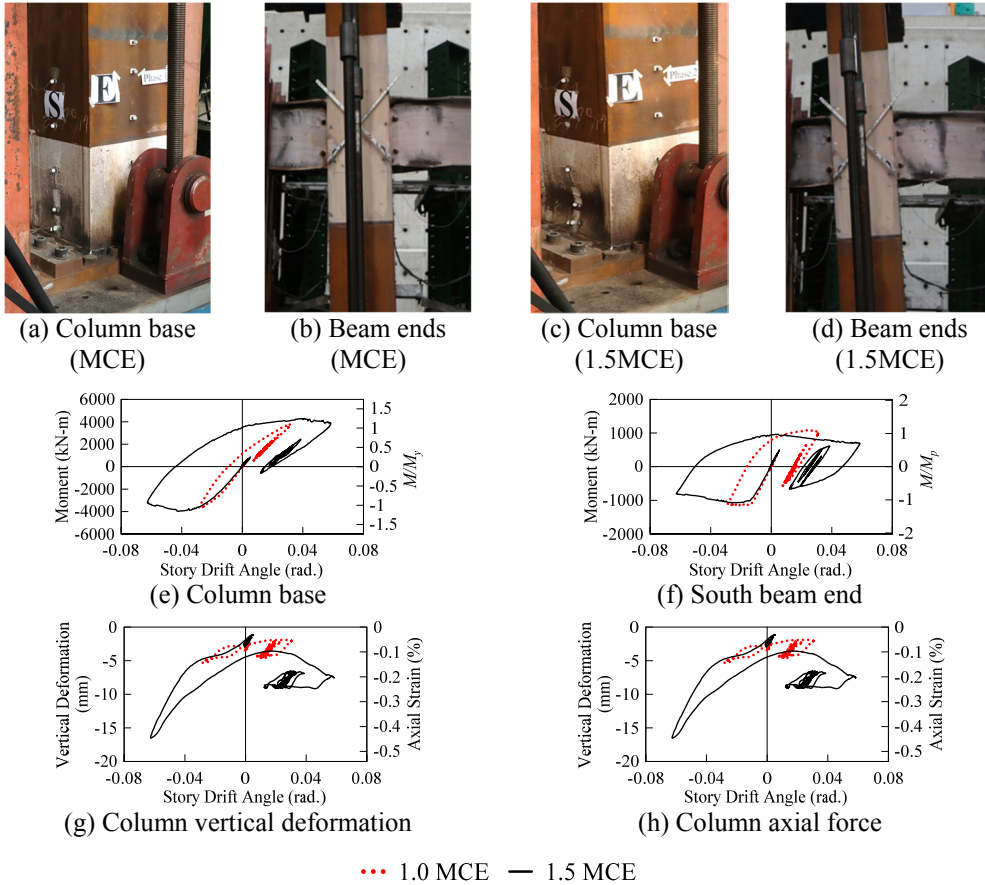 S
E
Phase
S
E
Phase
(a) Column base
(MCE)
(b) Beam ends
(MCE)
(c) Column base
(1.5MCE)
(d) Beam ends
(1.5MCE)
6000
4000
2000
0
-2000
-4000
-6000
Moment (kN-m)
1.5
1
0.5
0
-0.5
-1
-1.5
M/My
-0.08 -0.04 0 0.04 0.08
Story Drift Angle (rad.)
(e) Column base
2000
1000
0
-1000
-2000
Moment (kN-m)
2
1
0
-1
-2
M/Mp
-0.08 -0.04 0 0.04 0.08
Story Drift Angle (rad.)
(f) South beam end
0
-5
-10
-15
-20
Vertical Deformation
(mm)
0
-0.1
-0.2
-0.3
-0.4
-0.5
Axial Strain (%)
-0.08 -0.04 0 0.04 0.08
Story Drift Angle (rad.)
(g) Column vertical deformation
0
-5
-10
-15
-20
Vertical Deformation
(mm)
0
-0.1
-0.2
-0.3
-0.4
-0.5
Axial Strain (%)
-0.08 -0.04 0 0.04 0.08
Story Drift Angle (rad.)
(h) Column axial force
1.0 MCE 1.5 MCE